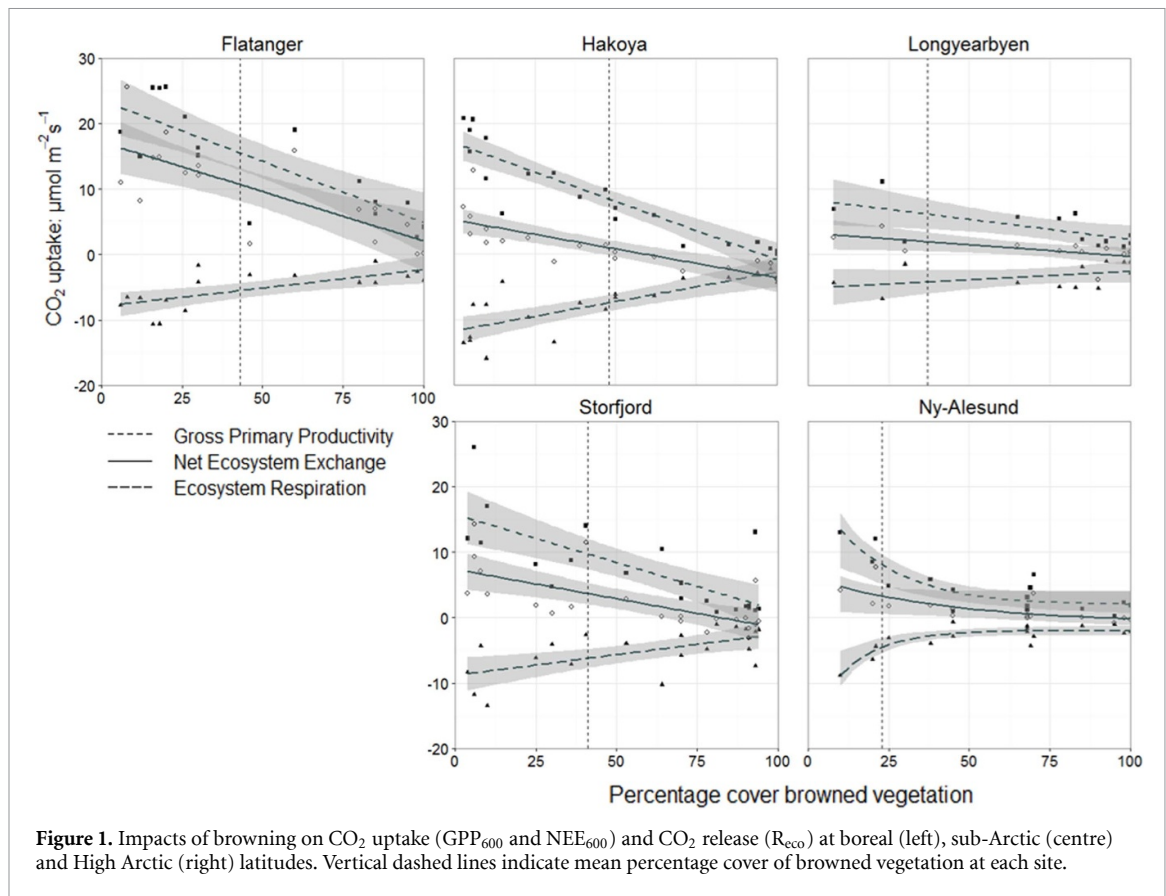 Flatanger
Hakoya
Longyearbyen
CO2 uptake: µmol m−2 s−1
30
20
10
0
-10
-20
0
25
50
75
100
Storfjord
Ny-Alesund
Gross Primary Productivity
Net Ecosystem Exchange
Ecosystem Respiration
30
20
10
0
-10
-20
0
25
50
75
100
0
25
50
75
100
Percentage cover browned vegetation
Figure 1. Impacts of browning on CO2 uptake (GPP600 and NEE600) and CO2 release (Reco) at boreal (left), sub-Arctic (centre)
and High Arctic (right) latitudes. Vertical dashed lines indicate mean percentage cover of browned vegetation at each site.